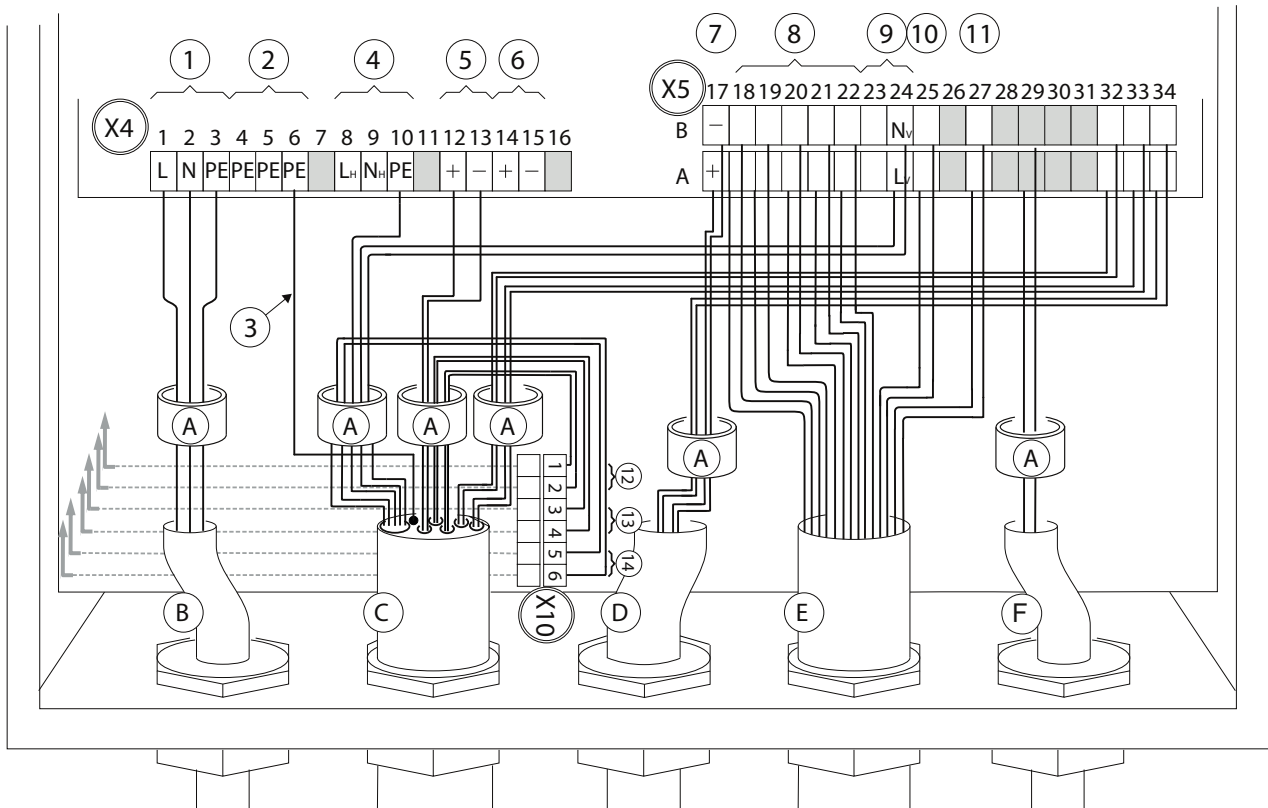 1 2 4 5 6 7 8 9 10 11
X4 1 2 3 4 5 6 7 8 9 10 11 12 13 14 15 16
L N PE PE PE PE LH NH PE + − + −
X5 17 18 19 20 21 22 23 24 25 26 27 28 29 30 31 32 33 34
B − NV
A + LV
3
A A A A A A
1 2 3 4 5 6
12
13
14
X10
B C D E F